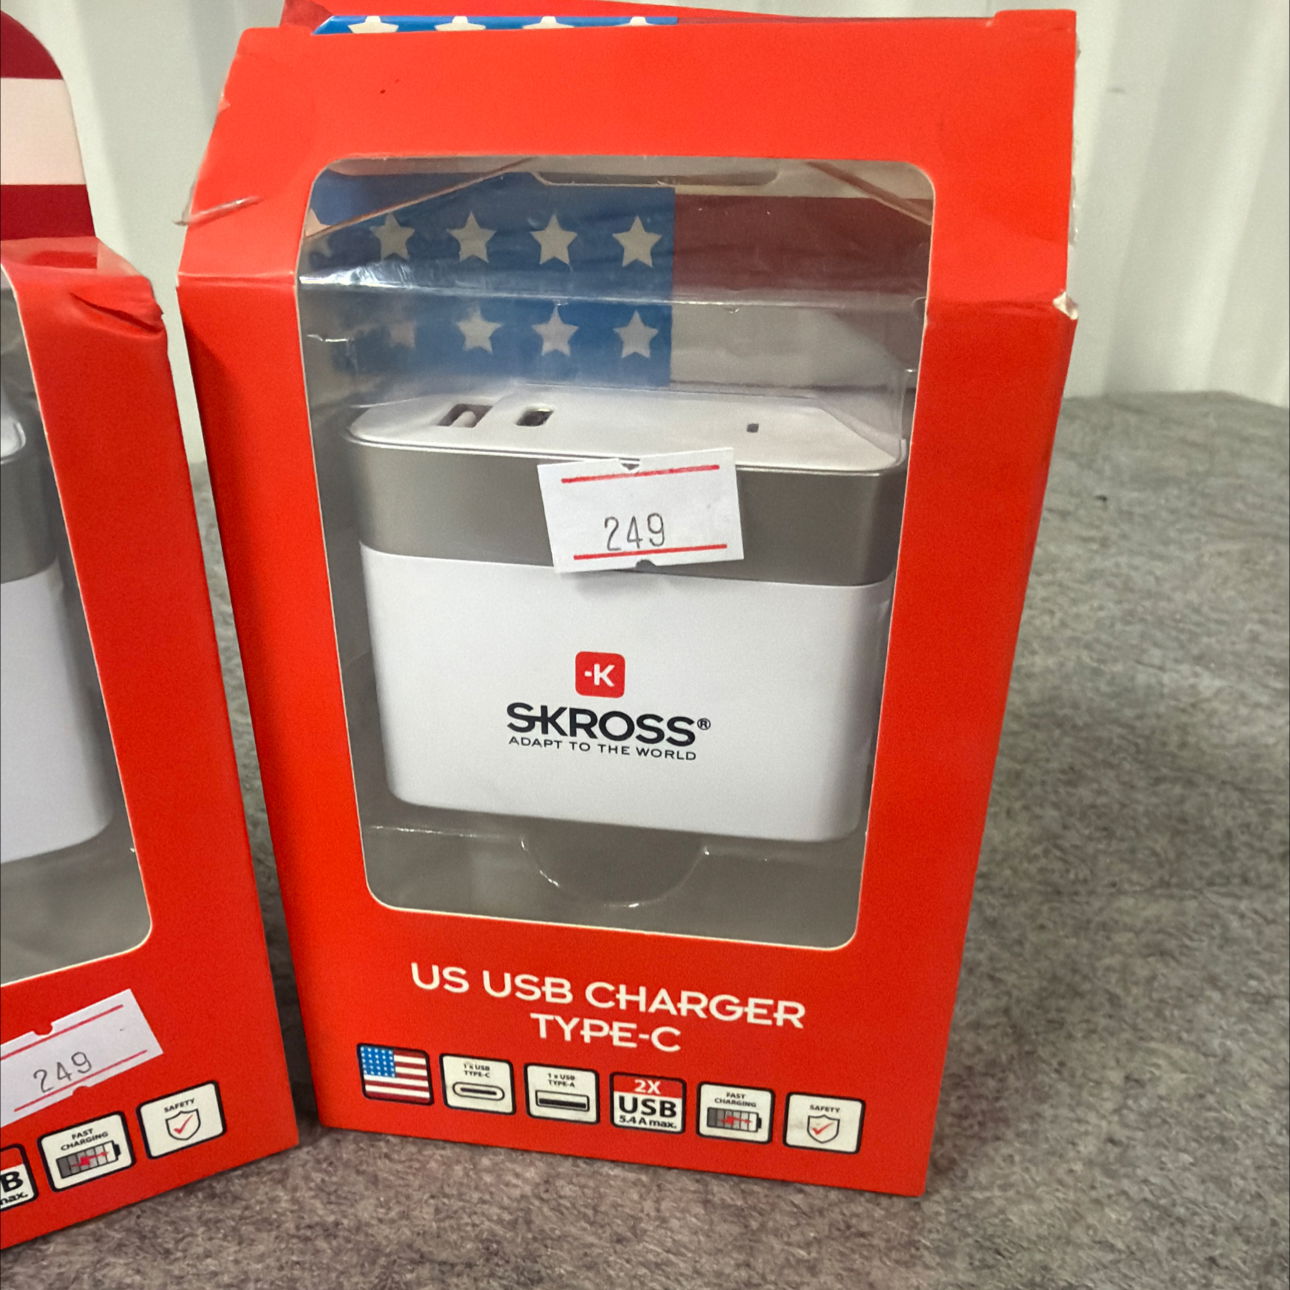 249
-K
SKROSS®
ADAPT TO THE WORLD
US USB CHARGER
TYPE-C
1 x USB
TYPE-C
1 x USB
TYPE-A
2X
USB
5.4 A max.
FAST
CHARGING
SAFETY
249
B
max.
FAST
CHARGING
SAFETY